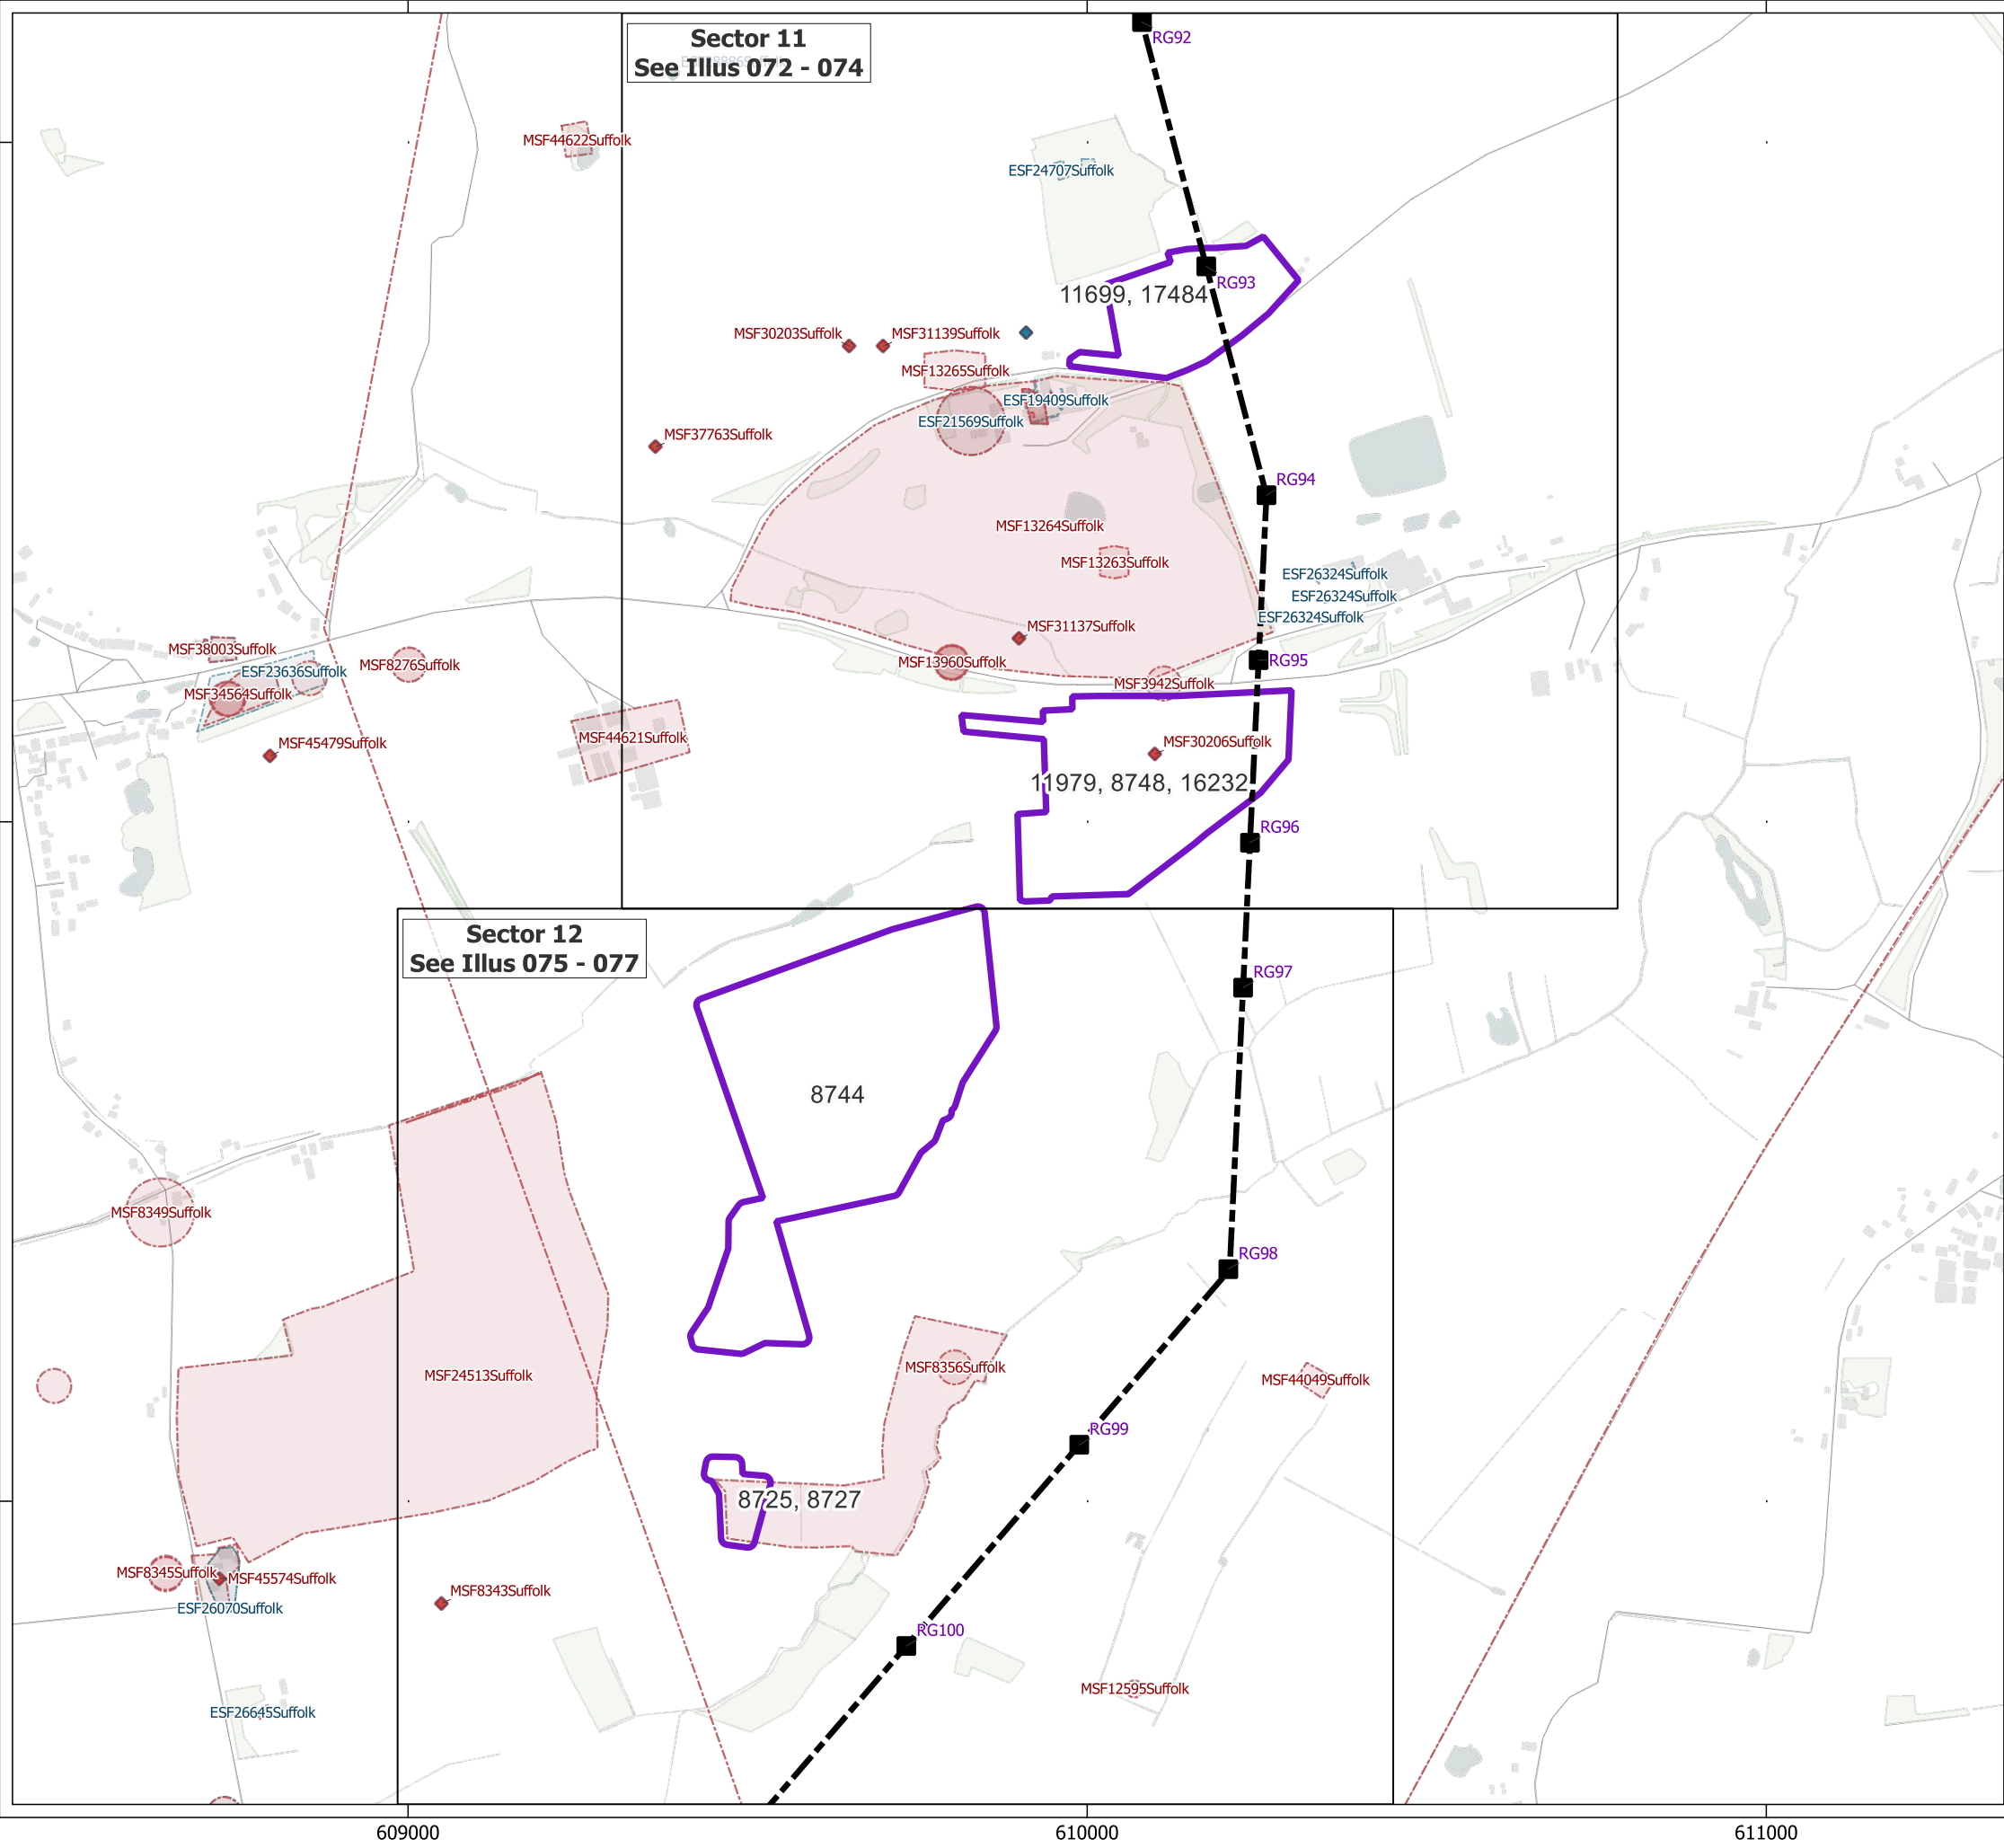 Sector 11
See Illus 072 - 074
RG92
MSF44622Suffolk
ESF24707Suffolk
RG93
11699, 17484
MSF30203Suffolk
MSF31139Suffolk
MSF13265Suffolk
ESF19409Suffolk
ESF21569Suffolk
MSF37763Suffolk
RG94
MSF13264Suffolk
MSF13263Suffolk
ESF26324Suffolk
ESF26324Suffolk
ESF26324Suffolk
MSF31137Suffolk
MSF38003Suffolk
MSF8276Suffolk
ESF23636Suffolk
MSF13960Suffolk
RG95
MSF3942Suffolk
MSF34564Suffolk
MSF44621Suffolk
MSF45479Suffolk
MSF30206Suffolk
11979, 8748, 16232
RG96
Sector 12
See Illus 075 - 077
RG97
8744
MSF8349Suffolk
RG98
MSF8356Suffolk
MSF24513Suffolk
MSF44049Suffolk
RG99
8725, 8727
MSF8345Suffolk
MSF45574Suffolk
MSF8343Suffolk
ESF26070Suffolk
RG100
MSF12595Suffolk
ESF26645Suffolk
609000
610000
611000